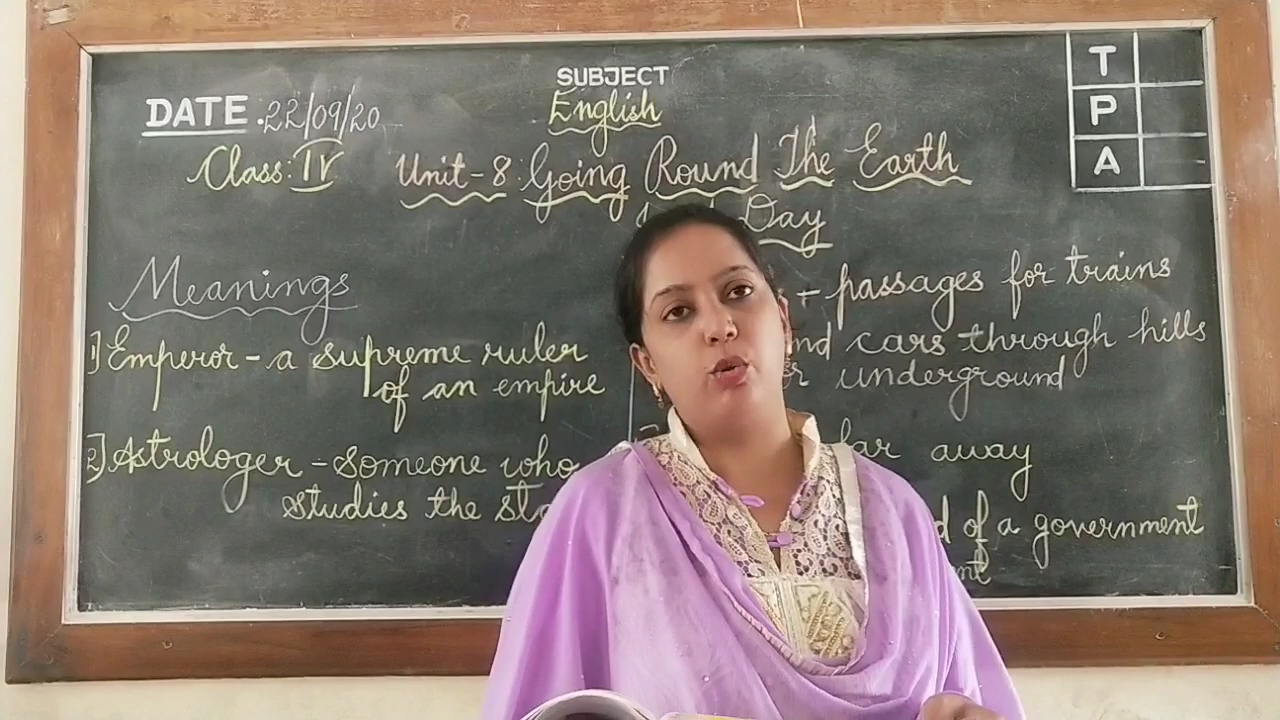 SUBJECT
DATE. 22/09/20
English
Class: IV Unit-8: Going Round The Earth
Day
Meanings
1) Emperor - a supreme ruler
of an empire
2) Astrologer - Someone who
studies the
- passages for trains
cars through hills
underground
far away
of a government
T
P
A